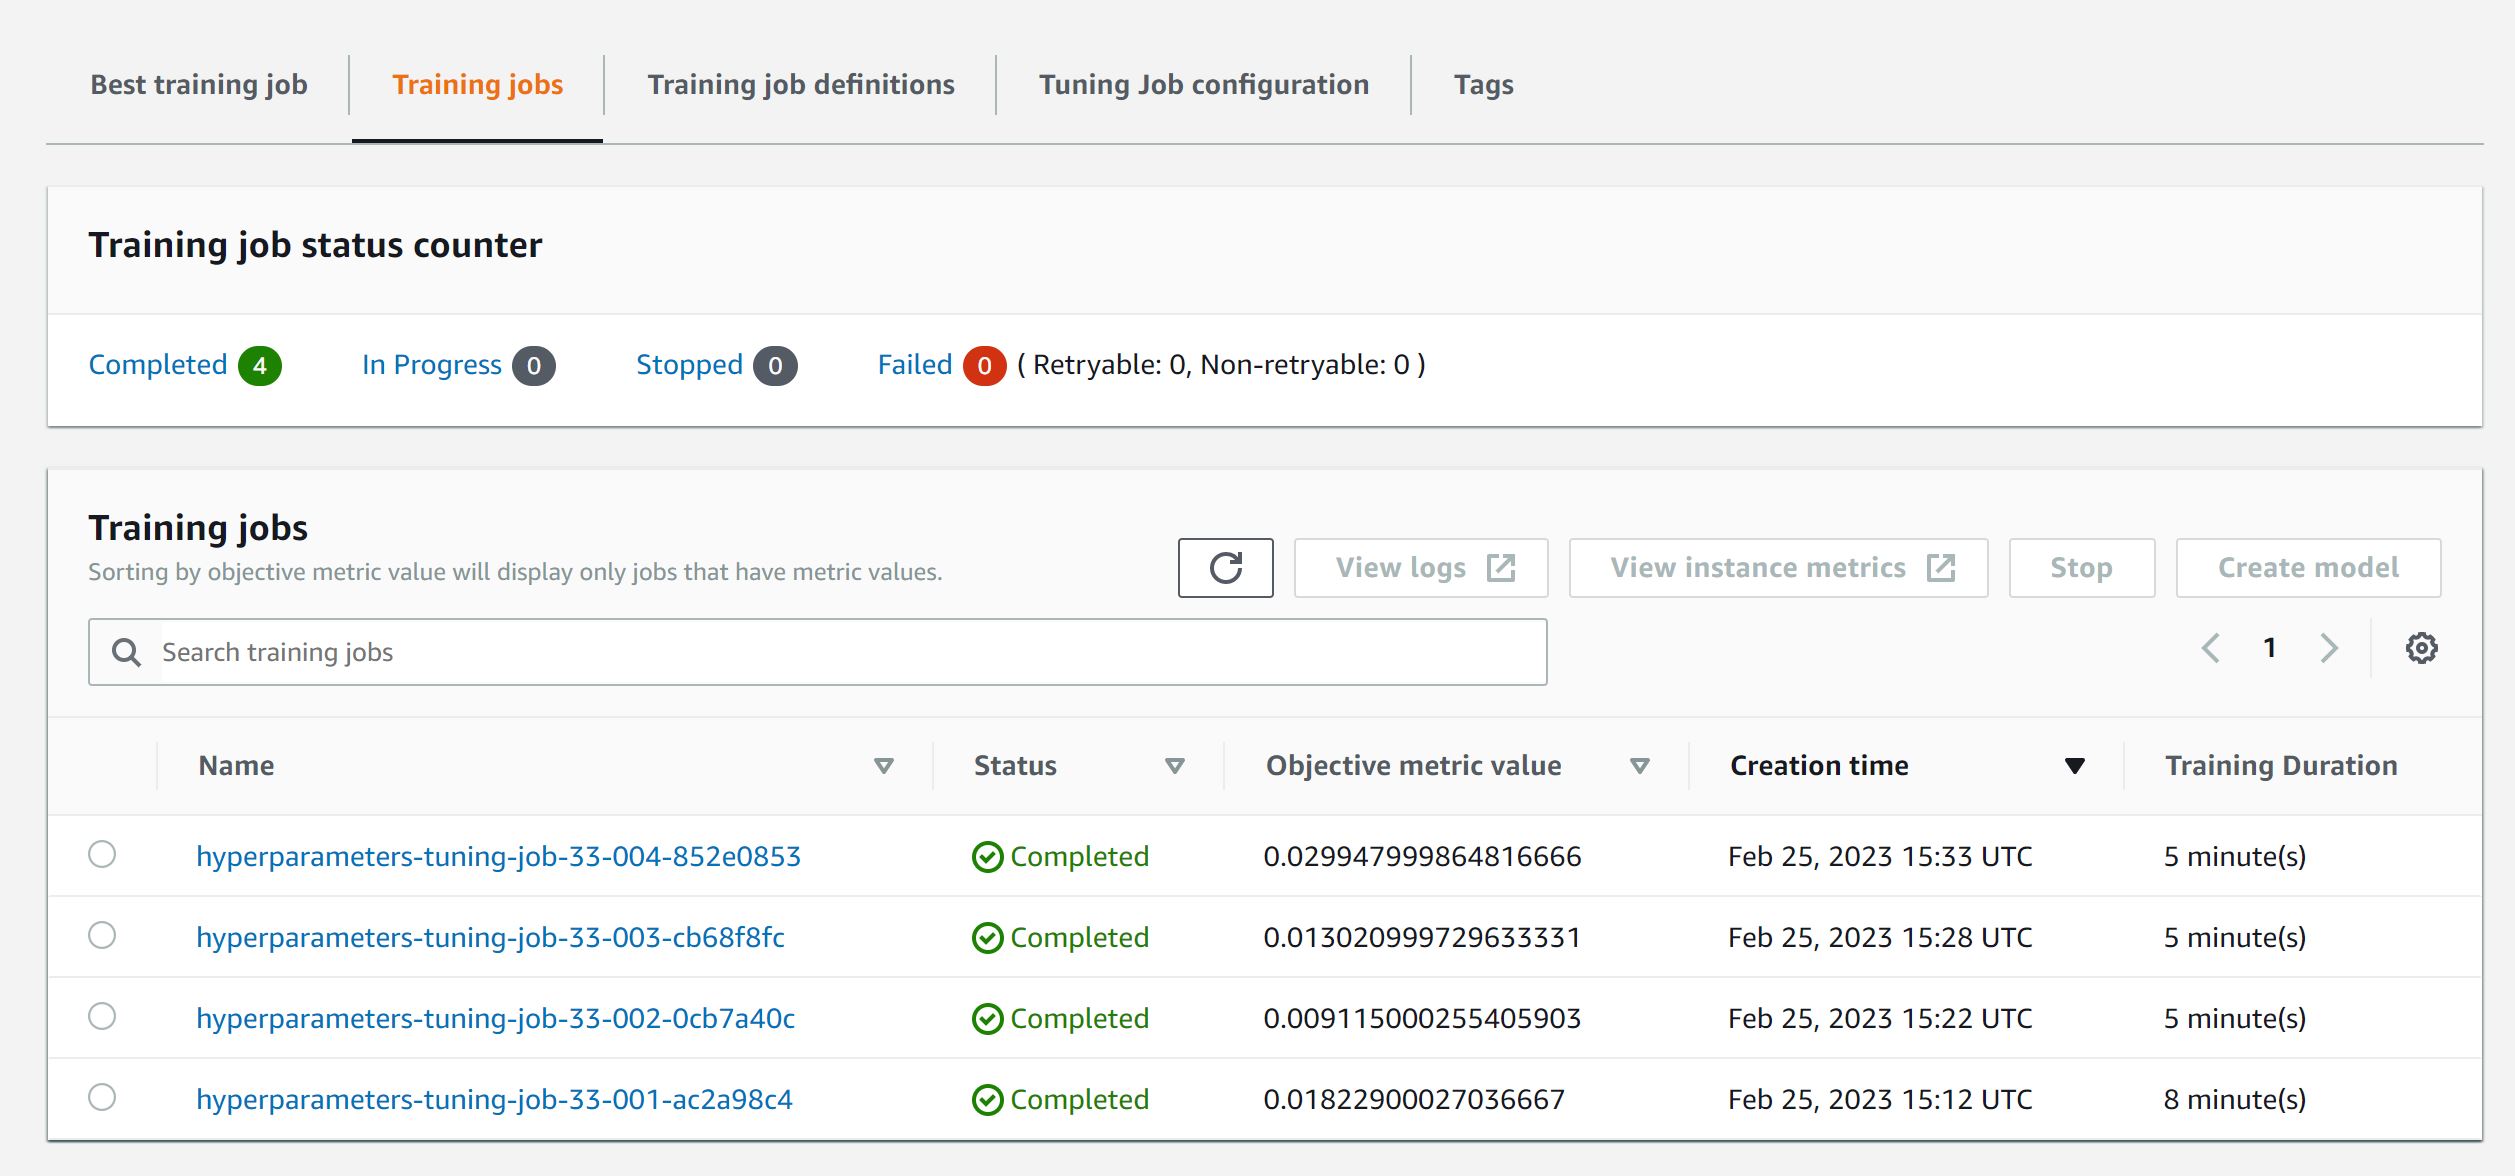 Best training job Training jobs Training job definitions Tuning Job configuration Tags
Training job status counter
Completed 4 In Progress 0 Stopped 0 Failed 0 ( Retryable: 0, Non-retryable: 0 )
Training jobs
Sorting by objective metric value will display only jobs that have metric values.
View logs View instance metrics Stop Create model
Search training jobs 1
Name Status Objective metric value Creation time Training Duration
hyperparameters-tuning-job-33-004-852e0853 Completed 0.029947999864816666 Feb 25, 2023 15:33 UTC 5 minute(s)
hyperparameters-tuning-job-33-003-cb68f8fc Completed 0.013020999729633331 Feb 25, 2023 15:28 UTC 5 minute(s)
hyperparameters-tuning-job-33-002-0cb7a40c Completed 0.009115000255405903 Feb 25, 2023 15:22 UTC 5 minute(s)
hyperparameters-tuning-job-33-001-ac2a98c4 Completed 0.01822900027036667 Feb 25, 2023 15:12 UTC 8 minute(s)